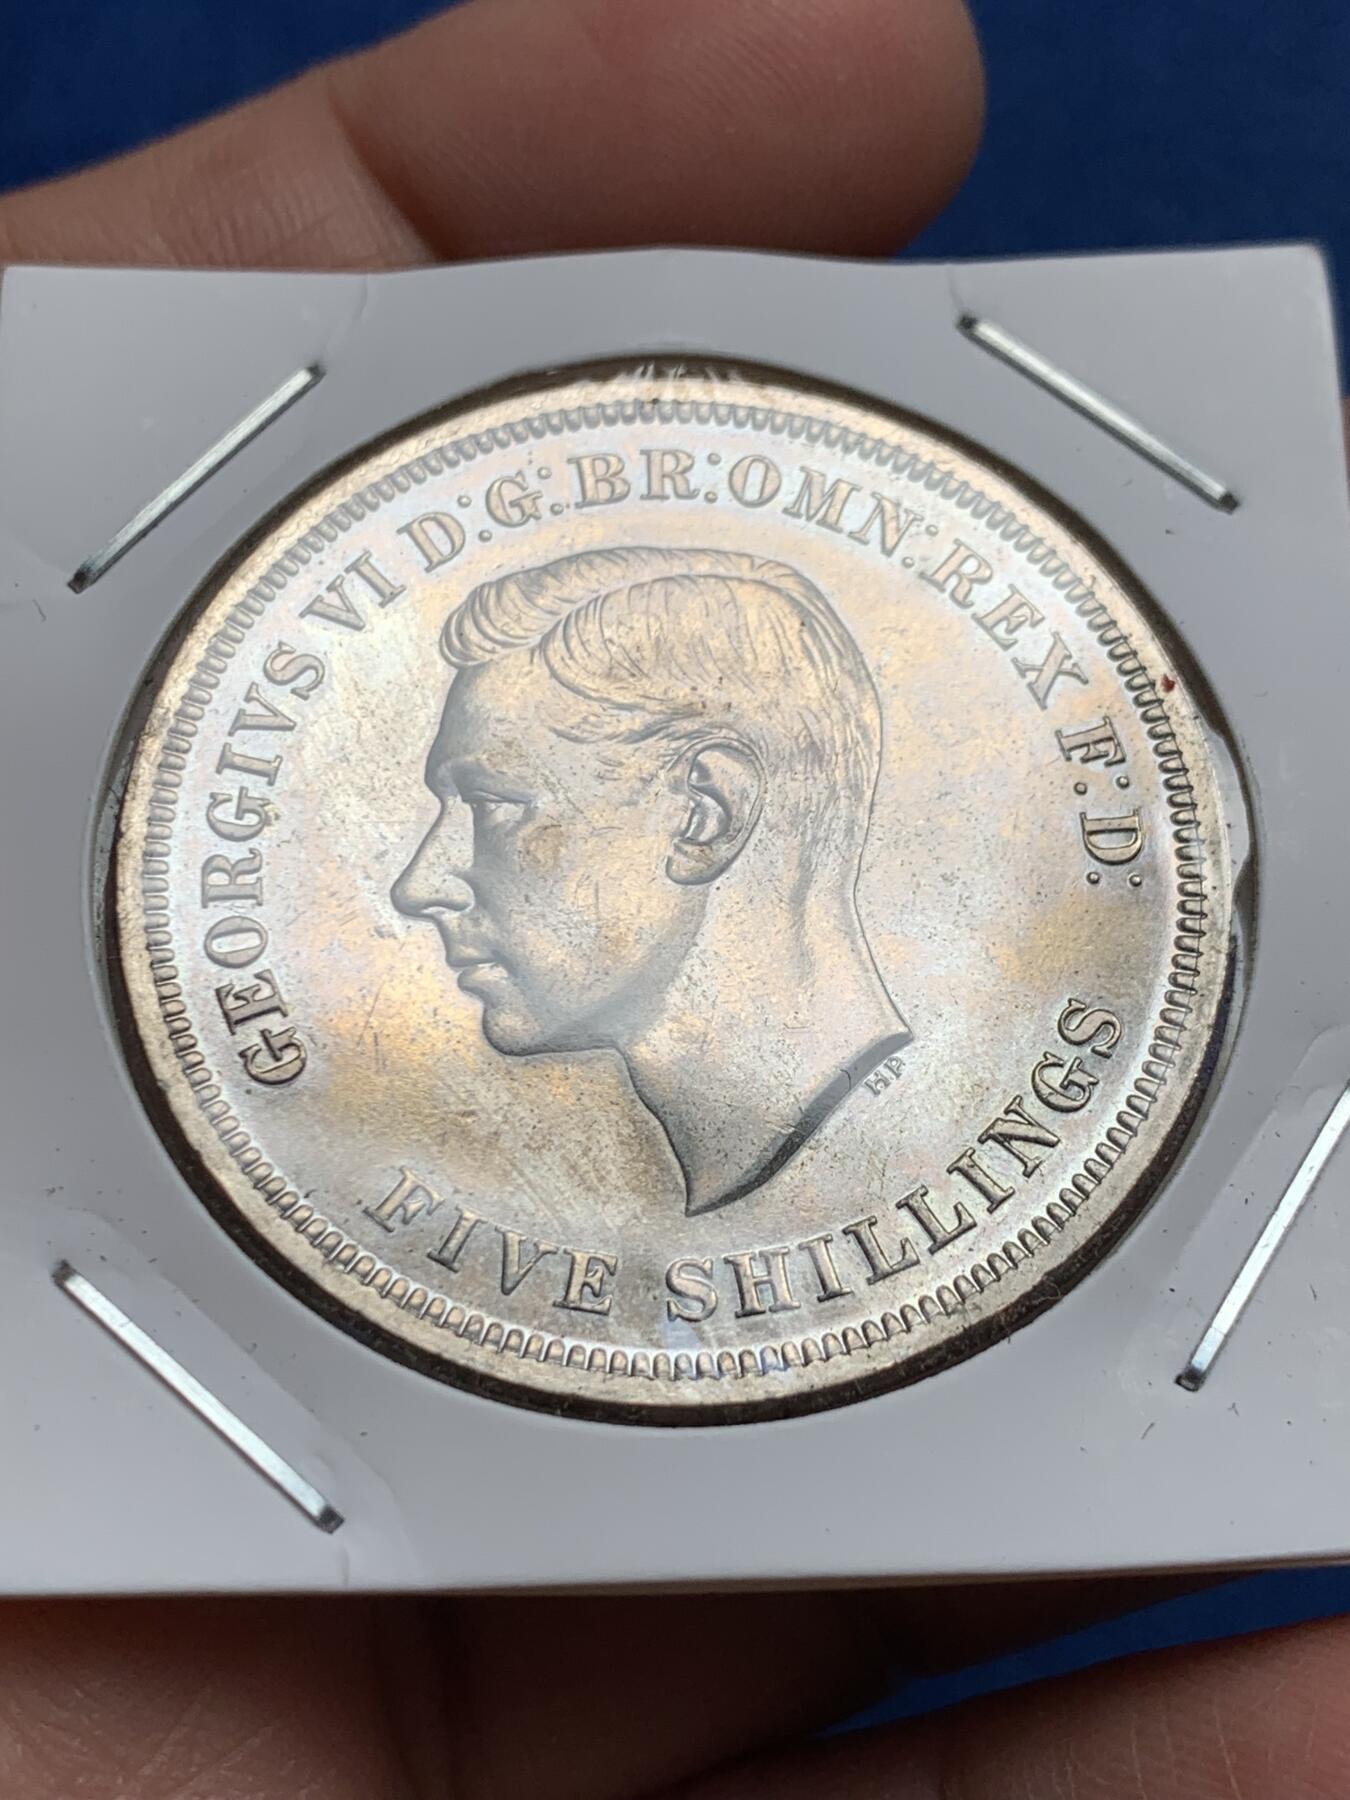 GEORGIVS VI D:G:BR:OMN:REX F:D:
HP
FIVE SHILLINGS